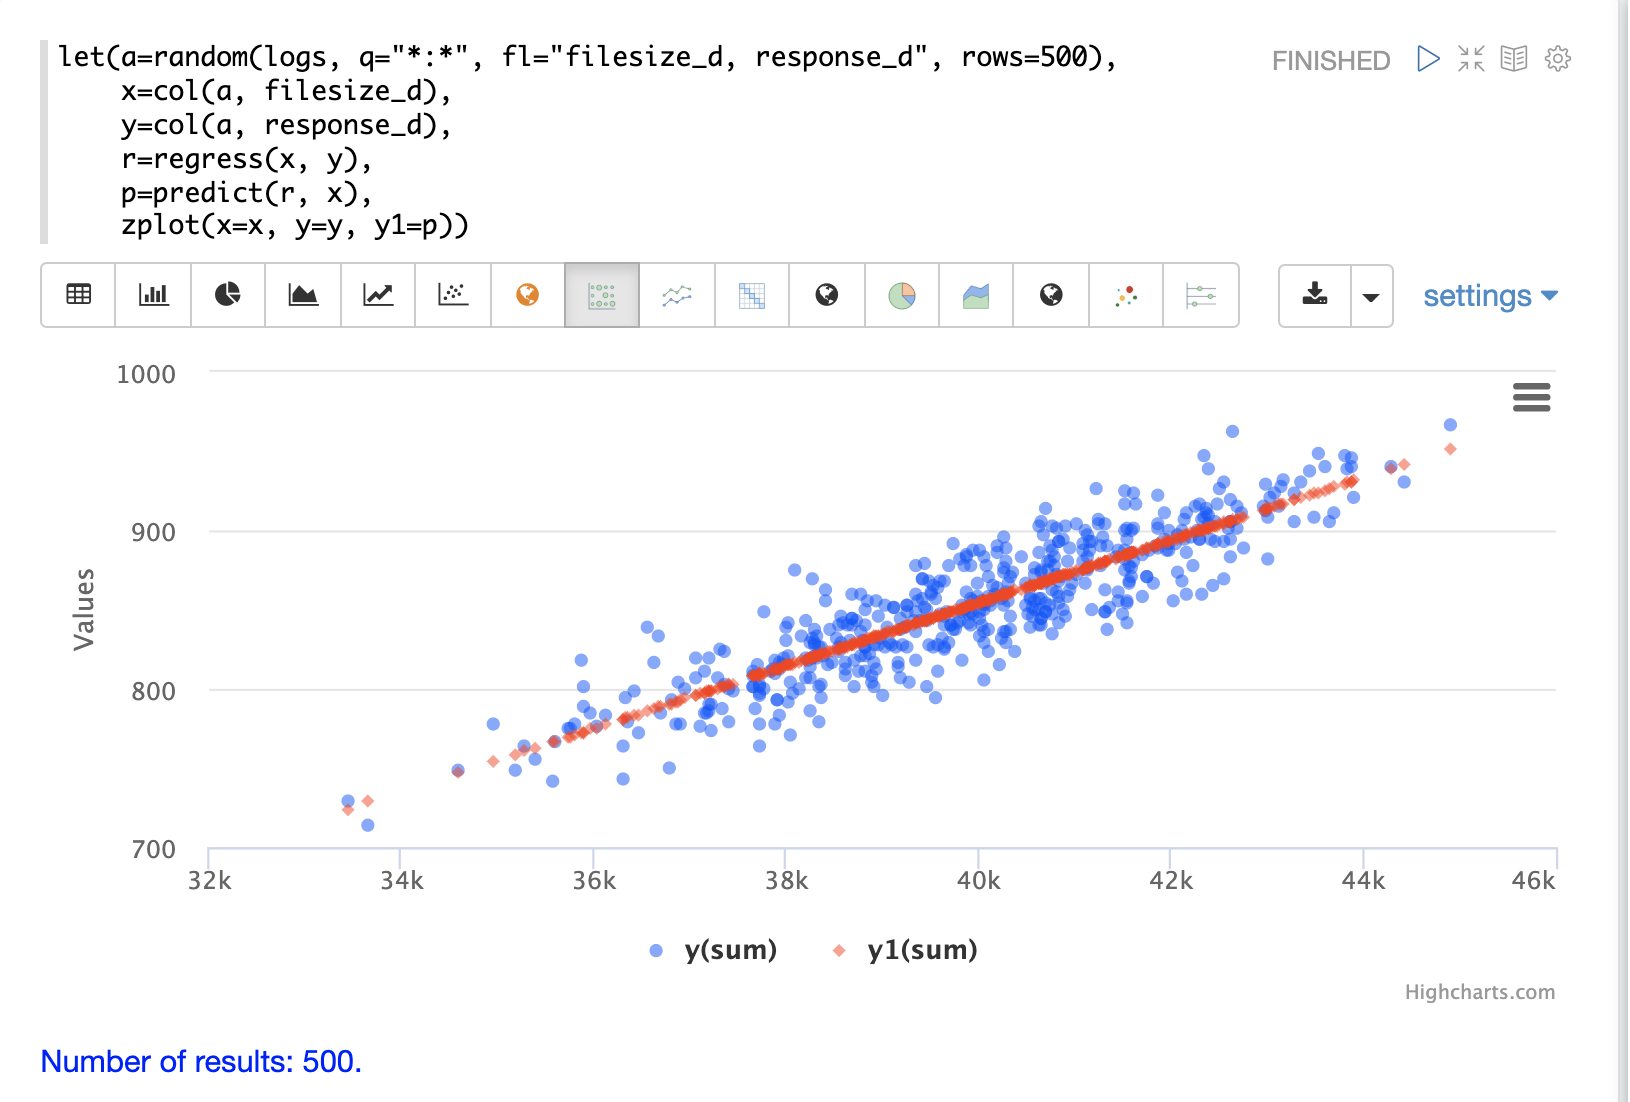 let(a=random(logs, q="*:*", fl="filesize_d, response_d", rows=500),
    x=col(a, filesize_d),
    y=col(a, response_d),
    r=regress(x, y),
    p=predict(r, x),
    zplot(x=x, y=y, y1=p))
FINISHED
settings
1000
900
800
700
Values
32k 34k 36k 38k 40k 42k 44k 46k
y(sum) y1(sum)
Highcharts.com
Number of results: 500.